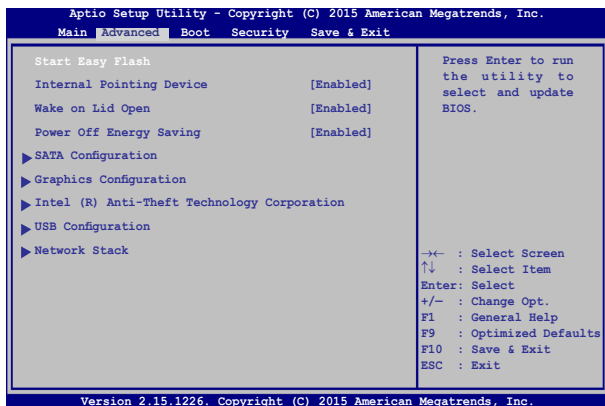 Aptio Setup Utility - Copyright (C) 2015 American Megatrends, Inc.
Main Advanced Boot Security Save & Exit
Start Easy Flash
Internal Pointing Device [Enabled]
Wake on Lid Open [Enabled]
Power Off Energy Saving [Enabled]
SATA Configuration
Graphics Configuration
Intel (R) Anti-Theft Technology Corporation
USB Configuration
Network Stack
Press Enter to run
the utility to
select and update
BIOS.
→← : Select Screen
↑↓ : Select Item
Enter: Select
+/— : Change Opt.
F1 : General Help
F9 : Optimized Defaults
F10 : Save & Exit
ESC : Exit
Version 2.15.1226. Copyright (C) 2015 American Megatrends, Inc.